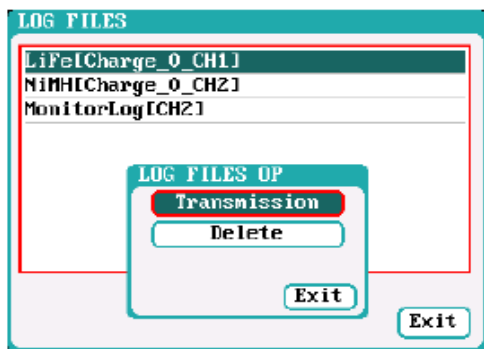 LOG FILES
LiFe[Charge_0_CH1]
NiMH[Charge_0_CH2]
MonitorLog[CH2]
LOG FILES OP
Transmission
Delete
Exit
Exit